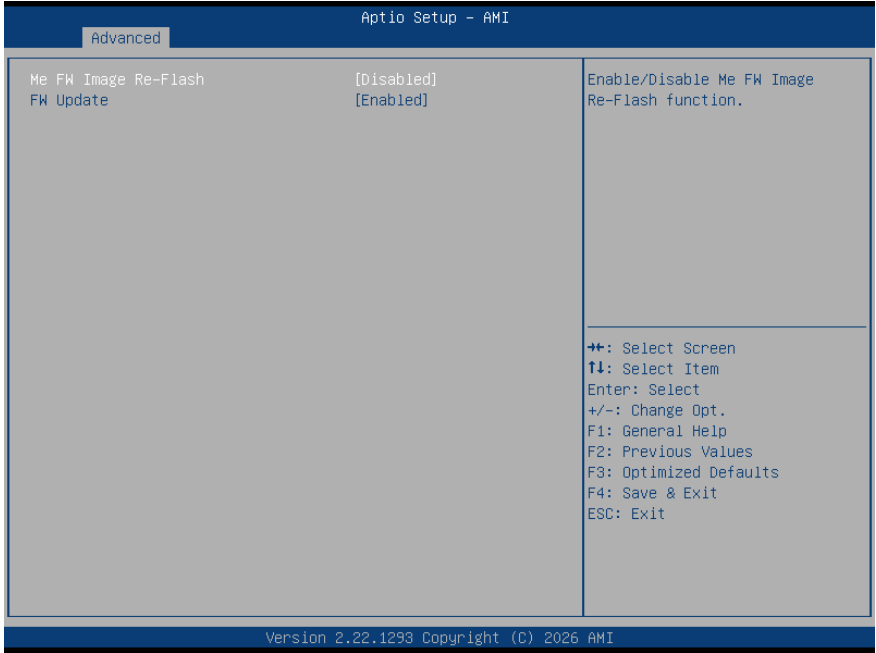 Aptio Setup – AMI
Advanced
Me FW Image Re–Flash [Disabled]
FW Update [Enabled]
Enable/Disable Me FW Image
Re–Flash function.
→←: Select Screen
↑↓: Select Item
Enter: Select
+/–: Change Opt.
F1: General Help
F2: Previous Values
F3: Optimized Defaults
F4: Save & Exit
ESC: Exit
Version 2.22.1293 Copyright (C) 2026 AMI